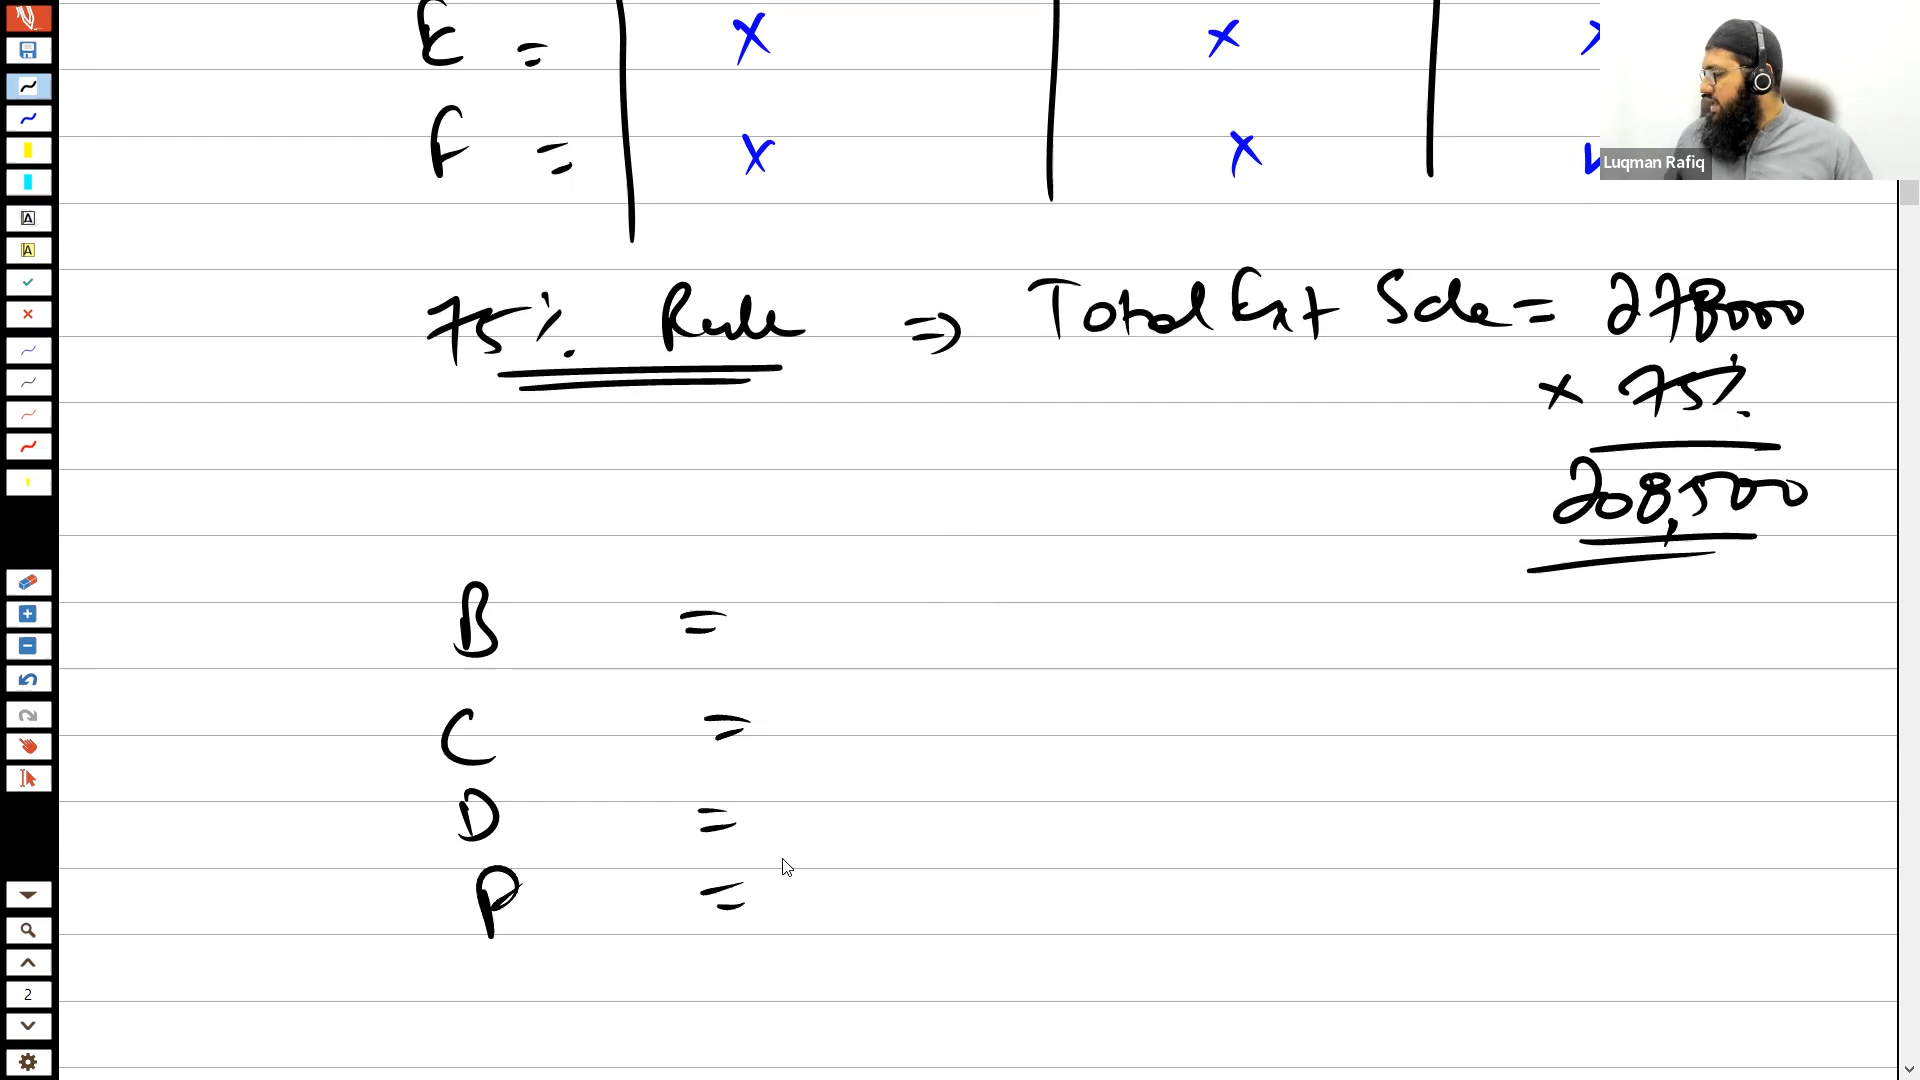 E = x x x
F = x x
Luqman Rafiq
75% Rule ⇒ Total Ext Sale = 278000
x 75%
208,500
B =
C =
D =
P =
2